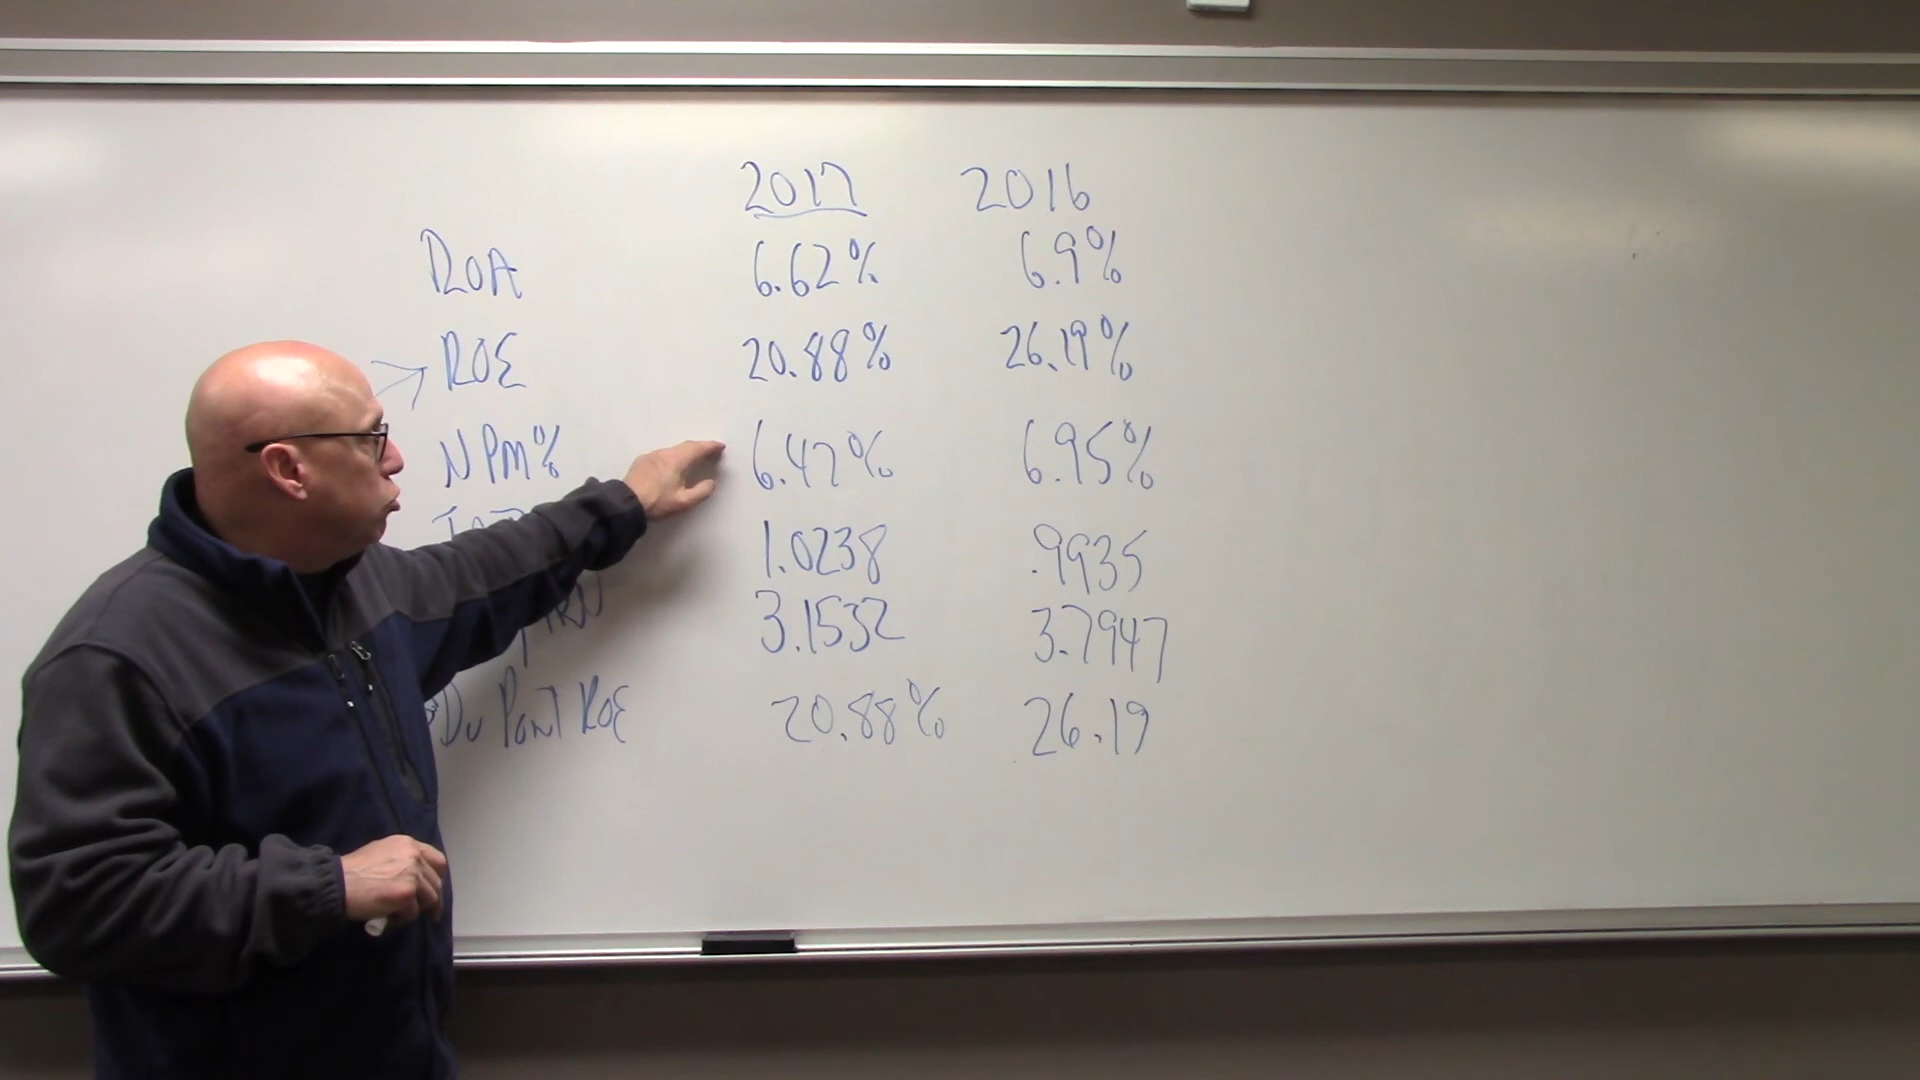 2017 2016
ROA 6.62% 6.9%
ROE 20.88% 26.19%
NPM% 6.47% 6.95%
1.0238 .9935
3.1532 3.7947
Du Pont ROE 20.88% 26.19